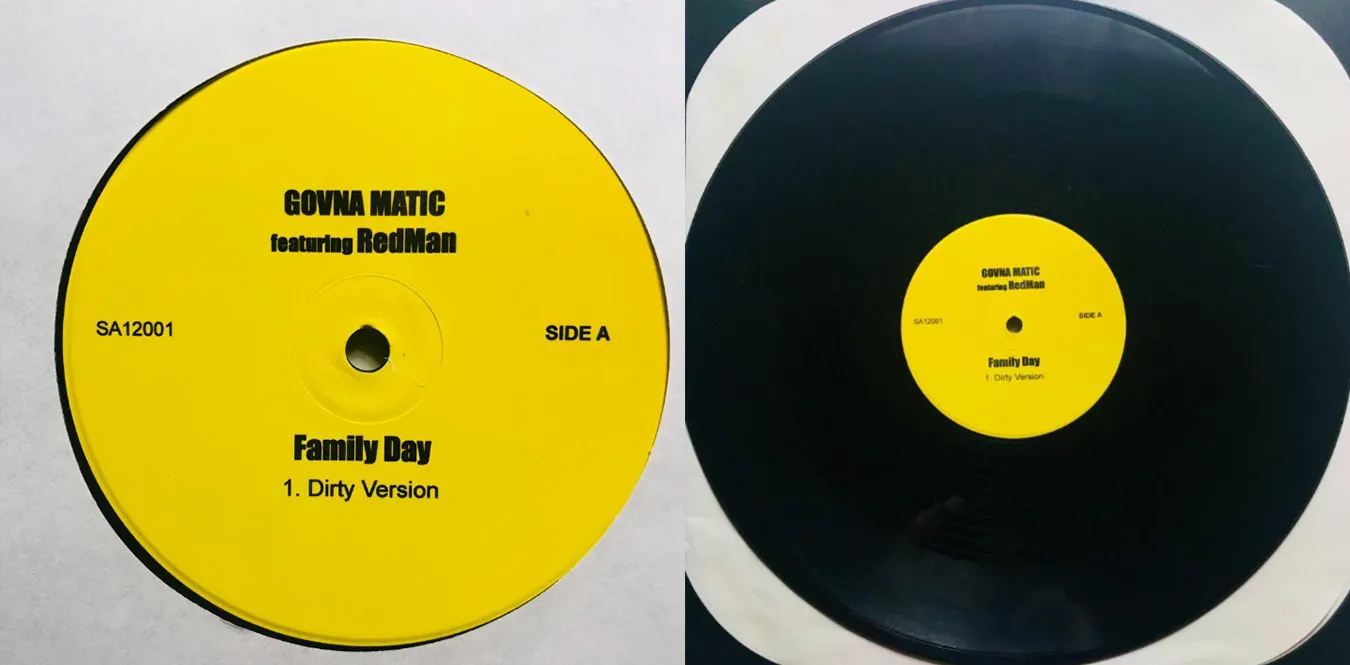 GOVNA MATIC
featuring RedMan
SA12001
SIDE A
Family Day
1. Dirty Version
GOVNA MATIC
featuring RedMan
SA12001
SIDE A
Family Day
1. Dirty Version